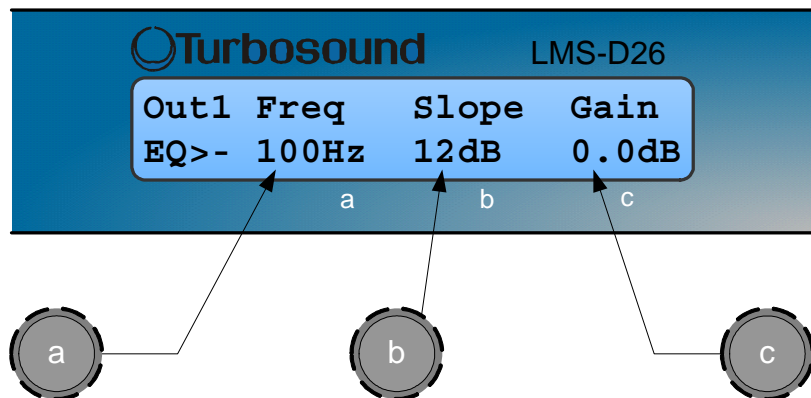 Turbosound LMS-D26
Out1 Freq Slope Gain
EQ>- 100Hz 12dB 0.0dB
a b c
a b c